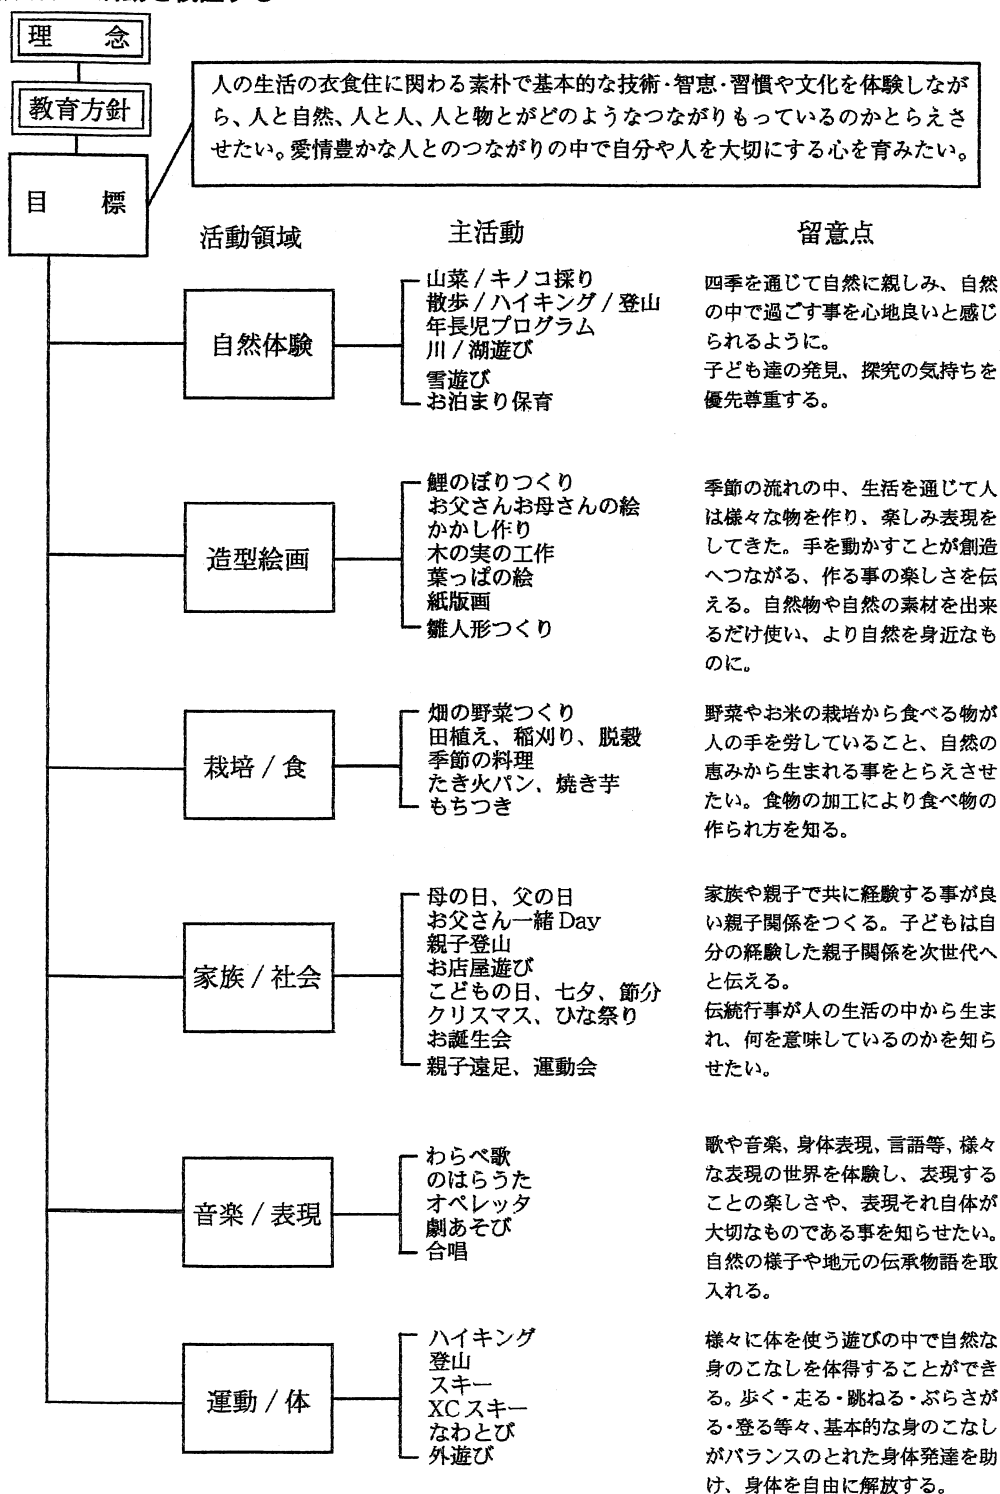 理　念
教育方針
目　標
人の生活の衣食住に関わる素朴で基本的な技術・智恵・習慣や文化を体験しなが
ら、人と自然、人と人、人と物とがどのようなつながりもっているのかとらえさ
せたい。愛情豊かな人とのつながりの中で自分や人を大切にする心を育みたい。
活動領域
主活動
留意点
自然体験
山菜 / キノコ採り
散歩 / ハイキング / 登山
年長児プログラム
川 / 湖遊び
雪遊び
お泊まり保育
四季を通じて自然に親しみ、自然
の中で過ごす事を心地良いと感じ
られるように。
子ども達の発見、探究の気持ちを
優先尊重する。
造型絵画
鯉のぼりつくり
お父さんお母さんの絵
かかし作り
木の実の工作
葉っぱの絵
紙版画
雛人形つくり
季節の流れの中、生活を通じて人
は様々な物を作り、楽しみ表現を
してきた。手を動かすことが創造
へつながる、作る事の楽しさを伝
える。自然物や自然の素材を出来
るだけ使い、より自然を身近なも
のに。
栽培 / 食
畑の野菜つくり
田植え、稲刈り、脱穀
季節の料理
たき火パン、焼き芋
もちつき
野菜やお米の栽培から食べる物が
人の手を労していること、自然の
恵みから生まれる事をとらえさせ
たい。食物の加工により食べ物の
作られ方を知る。
家族 / 社会
母の日、父の日
お父さん一緒 Day
親子登山
お店屋遊び
こどもの日、七夕、節分
クリスマス、ひな祭り
お誕生会
親子遠足、運動会
家族や親子で共に経験する事が良
い親子関係をつくる。子どもは自
分の経験した親子関係を次世代へ
と伝える。
伝統行事が人の生活の中から生ま
れ、何を意味しているのかを知ら
せたい。
音楽 / 表現
わらべ歌
のはらうた
オペレッタ
劇あそび
合唱
歌や音楽、身体表現、言語等、様々
な表現の世界を体験し、表現する
ことの楽しさや、表現それ自体が
大切なものである事を知らせたい。
自然の様子や地元の伝承物語を取
入れる。
運動 / 体
ハイキング
登山
スキー
XC スキー
なわとび
外遊び
様々に体を使う遊びの中で自然な
身のこなしを体得することができ
る。歩く・走る・跳ねる・ぶらさが
る・登る等々、基本的な身のこなし
がバランスのとれた身体発達を助
け、身体を自由に解放する。